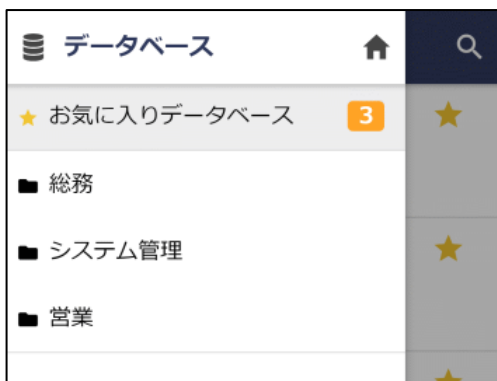 データベース
お気に入りデータベース 3
総務
システム管理
営業